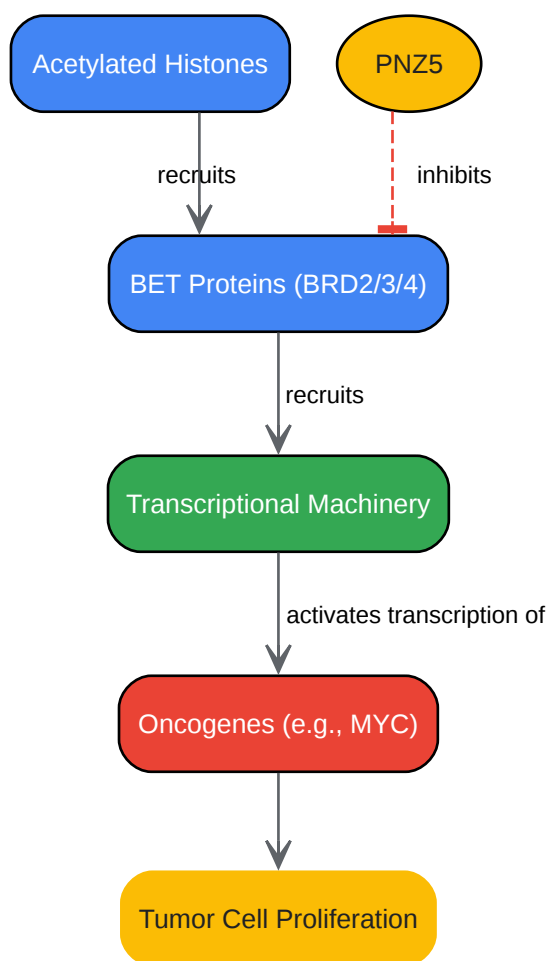 Acetylated Histones
PNZ5
recruits
inhibits
BET Proteins (BRD2/3/4)
recruits
Transcriptional Machinery
activates transcription of
Oncogenes (e.g., MYC)
Tumor Cell Proliferation